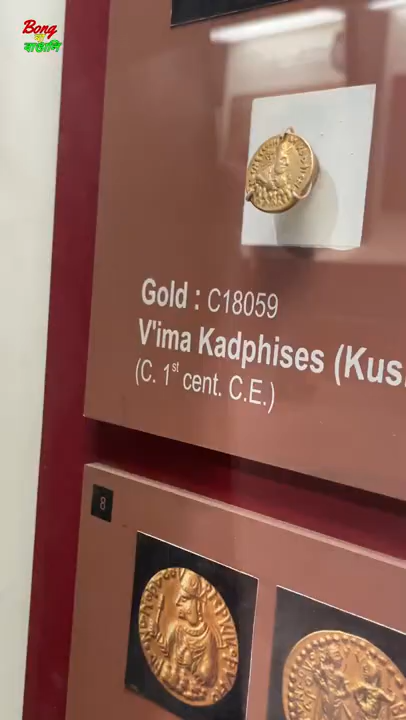 Bong
বাঙালি
Gold : C18059
V'ima Kadphises (Kus
(C. 1st cent. C.E.)
8